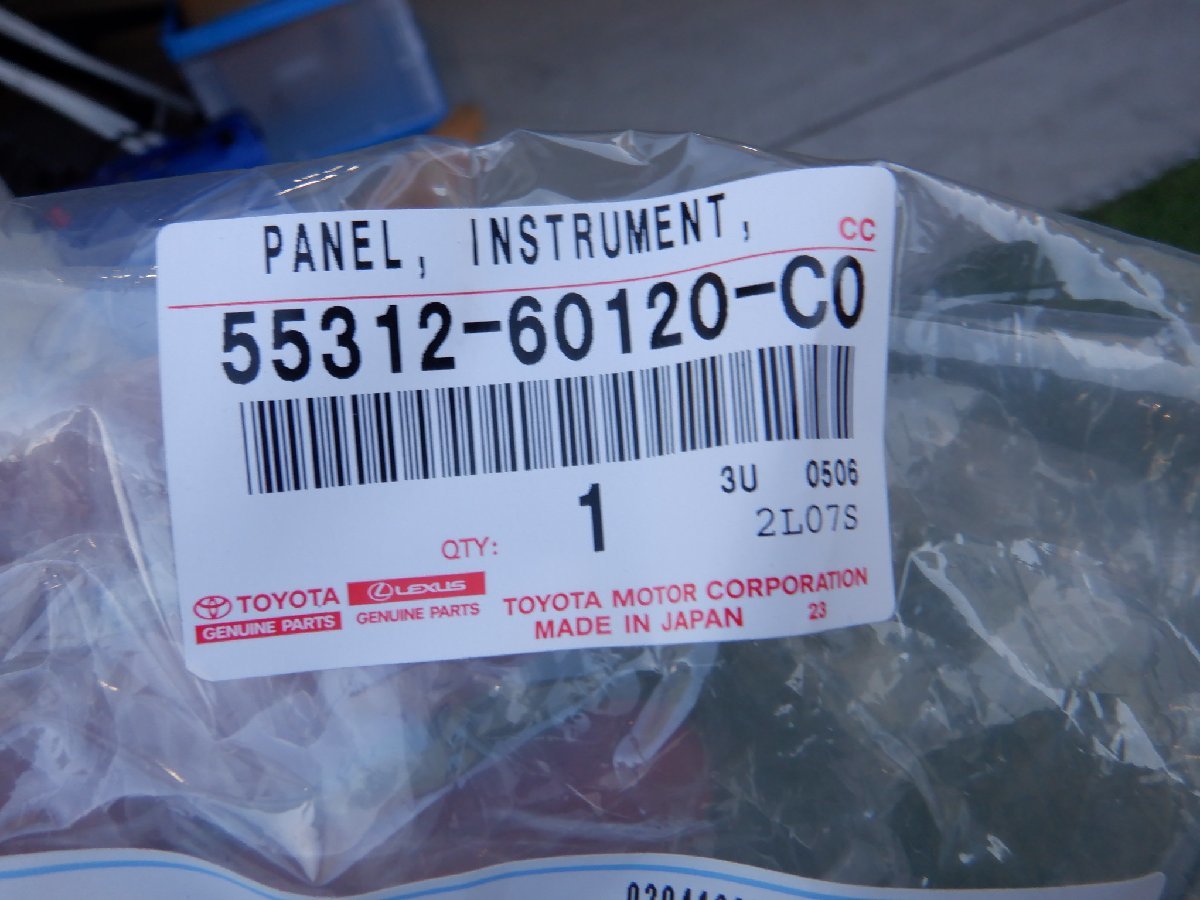 PANEL, INSTRUMENT,
CC
55312-60120-C0
3U 0506
QTY: 1
2L07S
TOYOTA
GENUINE PARTS
LEXUS
GENUINE PARTS
TOYOTA MOTOR CORPORATION
MADE IN JAPAN 23